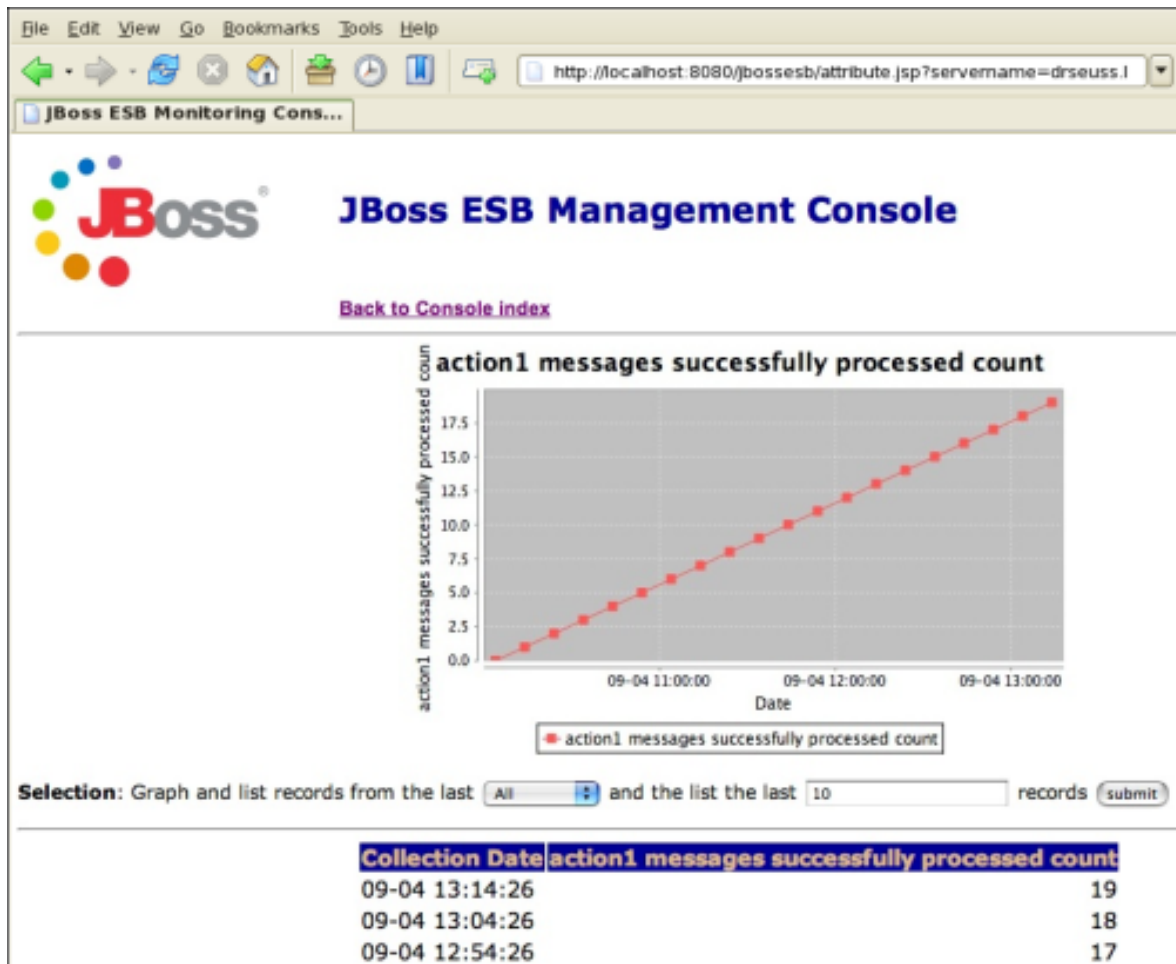 File Edit View Go Bookmarks Tools Help
http://localhost:8080/jbossesb/attribute.jsp?servername=drseuss.l
JBoss ESB Monitoring Cons...
JBoss®
JBoss ESB Management Console
Back to Console index
action1 messages successfully processed count
action1 messages successfully processed coun
17.5
15.0
12.5
10.0
7.5
5.0
2.5
0.0
09-04 11:00:00 09-04 12:00:00 09-04 13:00:00
Date
action1 messages successfully processed count
Selection: Graph and list records from the last All and the list the last 10 records submit
Collection Date action1 messages successfully processed count
09-04 13:14:26 19
09-04 13:04:26 18
09-04 12:54:26 17